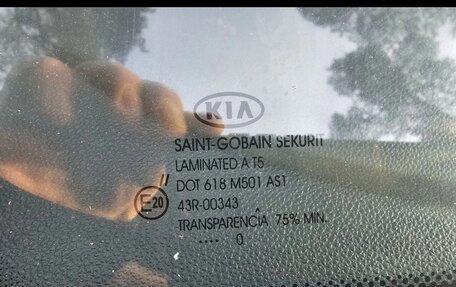 KIA
SAINT-GOBAIN SEKURIT
LAMINATED A T5
DOT 618 M501 AS1
E20 43R-00343
TRANSPARENCIA 75% MIN.
.... 0